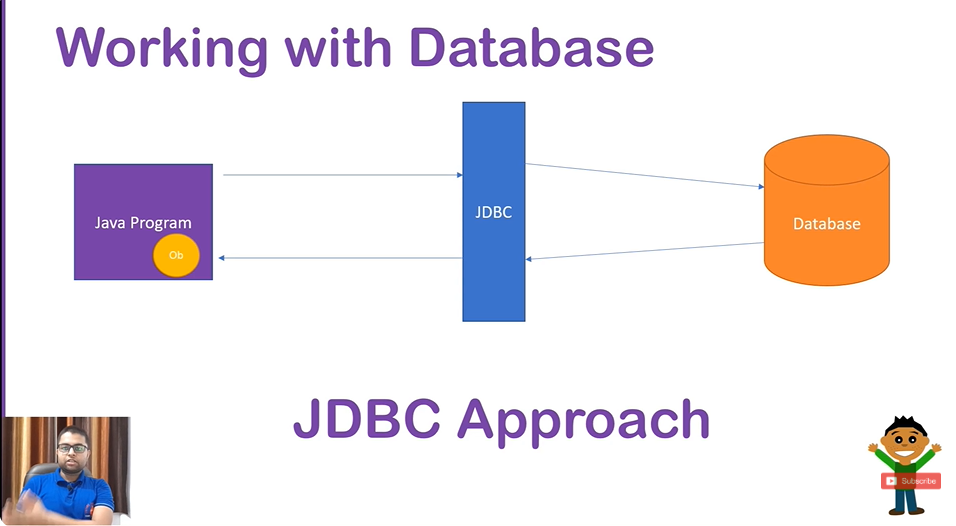 Working with Database
Java Program
Ob
JDBC
Database
JDBC Approach
Subscribe